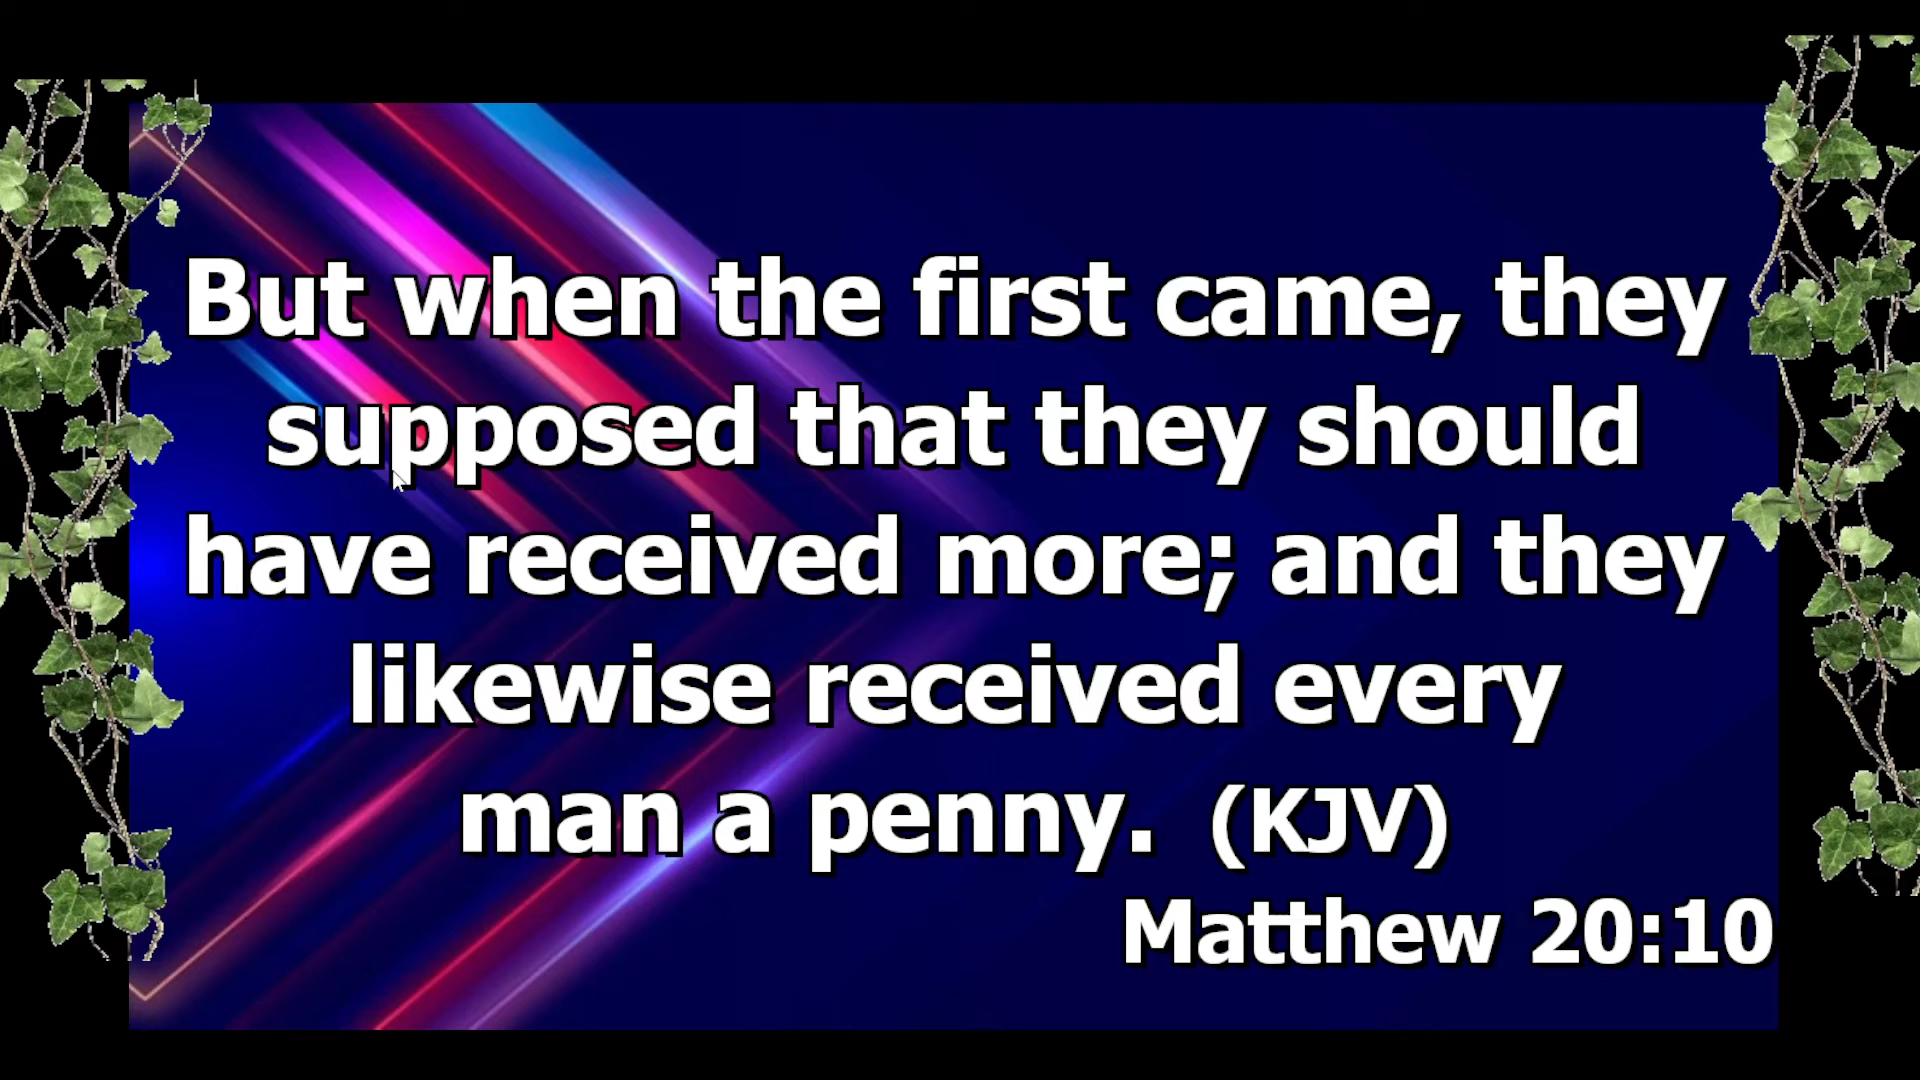 But when the first came, they
supposed that they should
have received more; and they
likewise received every
man a penny. (KJV)
Matthew 20:10